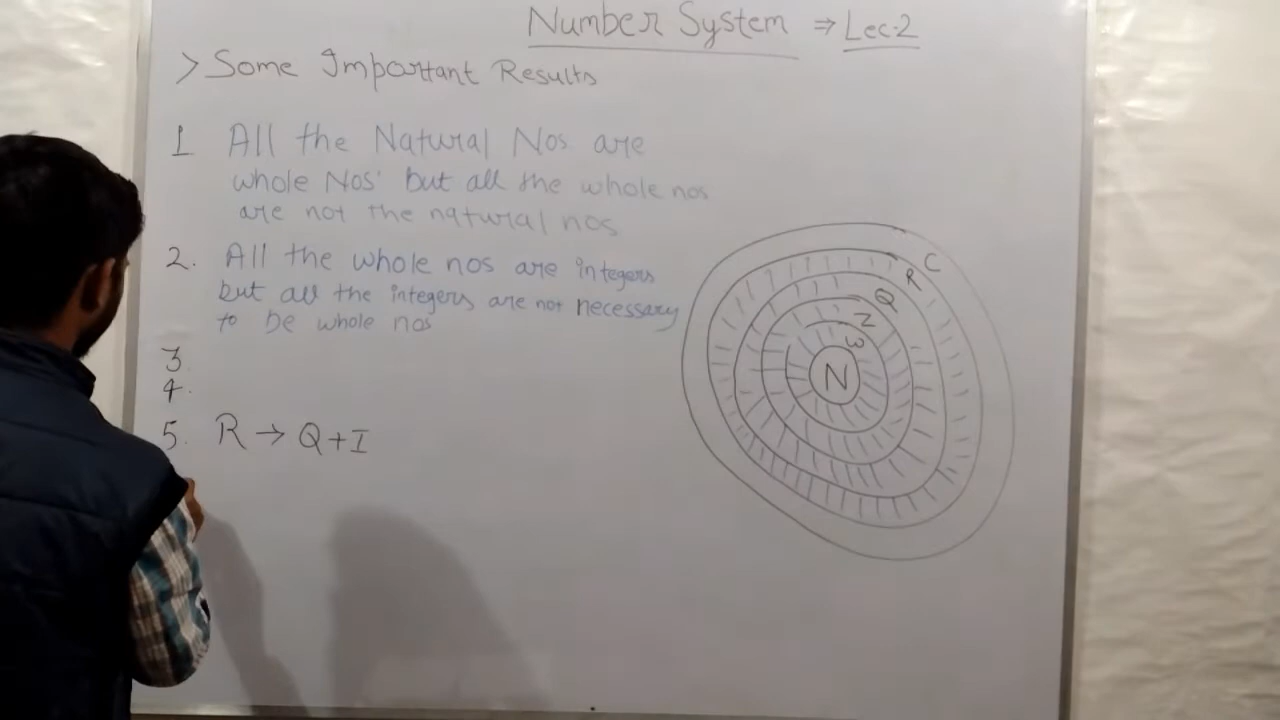 Number System ⇒ Lec-2
> Some Important Results
1 All the Natural Nos are
whole Nos' but all the whole nos
are not the natural nos
2. All the whole nos are integers
but all the integers are not necessary
to be whole nos
3.
4.
5. R → Q+I
C
R
Q
Z
W
N